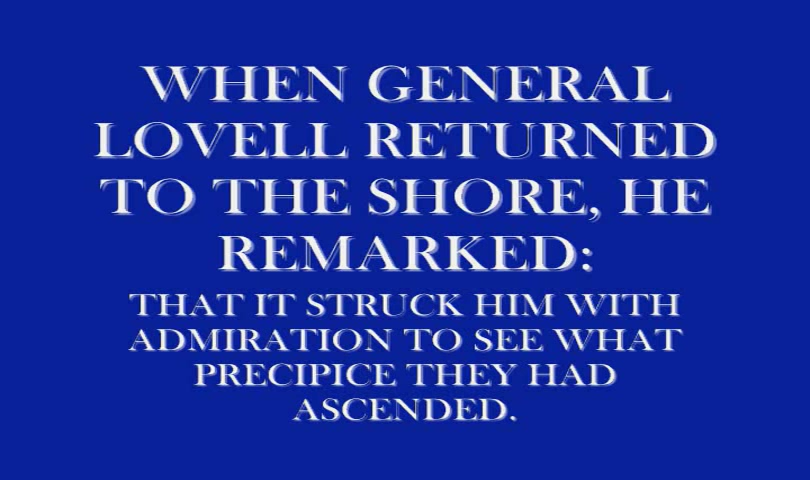 WHEN GENERAL
LOVELL RETURNED
TO THE SHORE, HE
REMARKED:
THAT IT STRUCK HIM WITH
ADMIRATION TO SEE WHAT
PRECIPICE THEY HAD
ASCENDED.